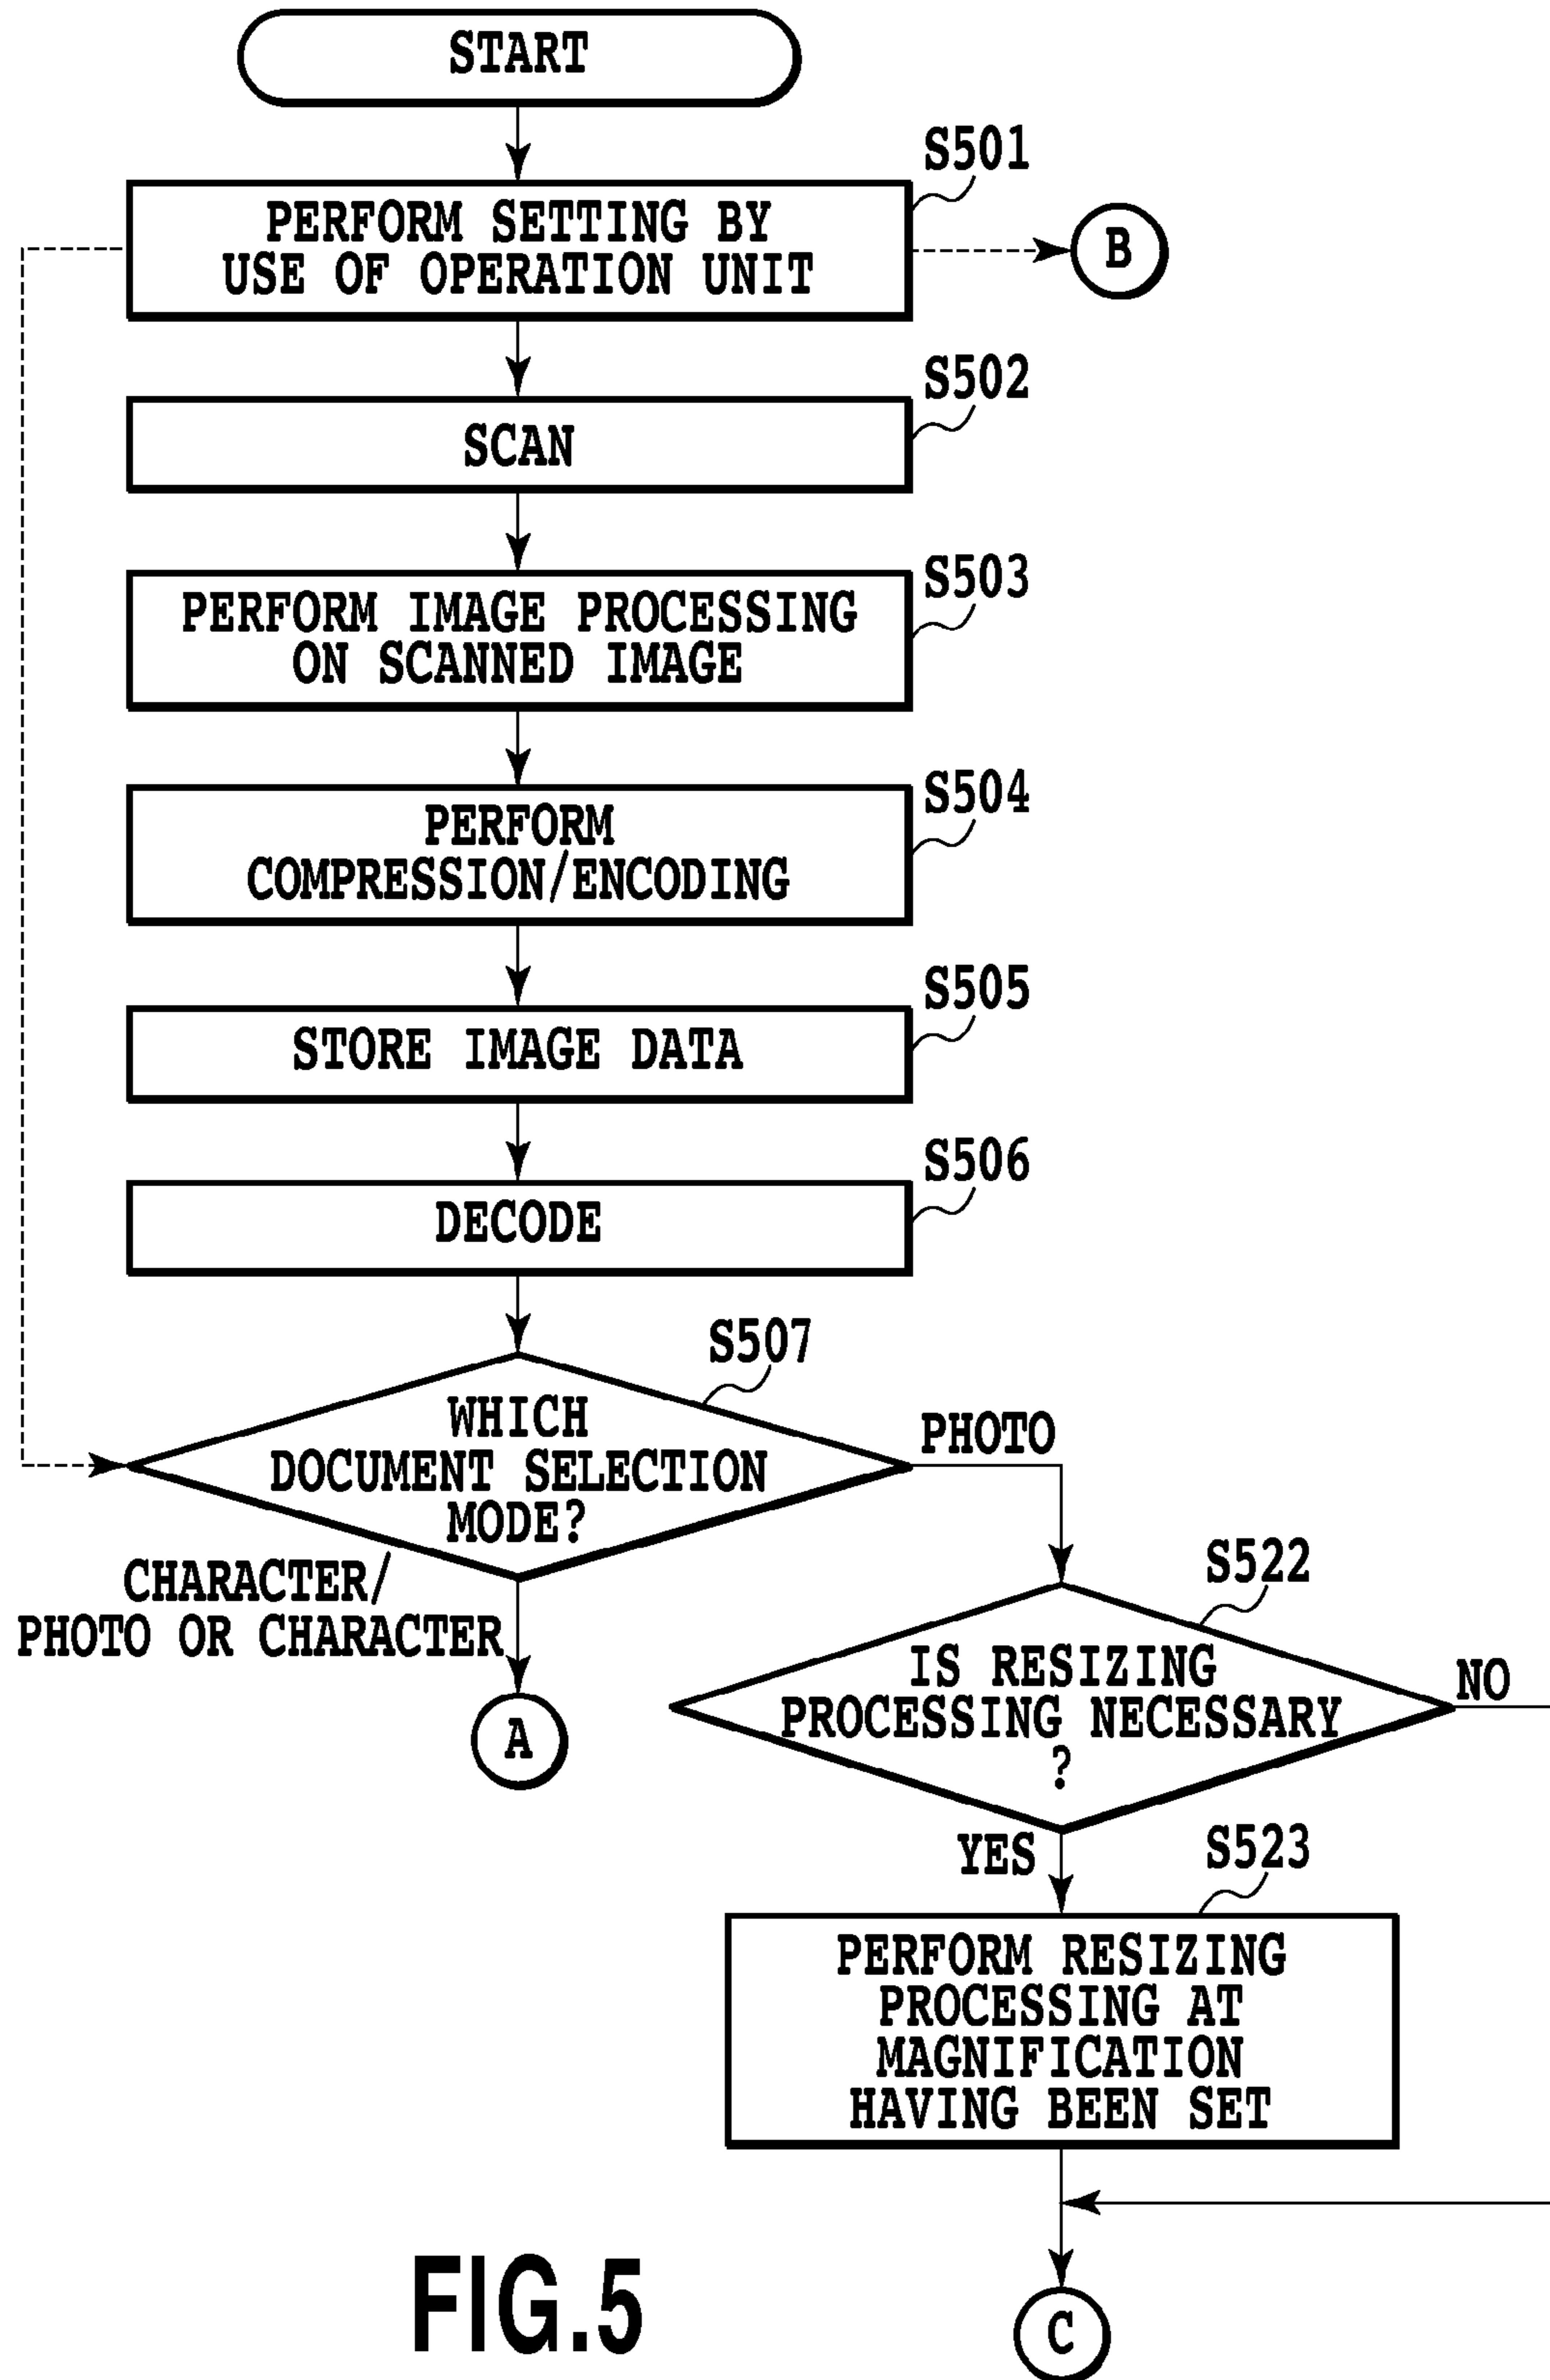 START
S501
PERFORM SETTING BY
USE OF OPERATION UNIT
B
S502
SCAN
S503
PERFORM IMAGE PROCESSING
ON SCANNED IMAGE
S504
PERFORM
COMPRESSION/ENCODING
S505
STORE IMAGE DATA
S506
DECODE
S507
WHICH
DOCUMENT SELECTION
MODE?
PHOTO
CHARACTER/
PHOTO OR CHARACTER
A
S522
IS RESIZING
PROCESSING NECESSARY
?
NO
YES
S523
PERFORM RESIZING
PROCESSING AT
MAGNIFICATION
HAVING BEEN SET
C
FIG.5